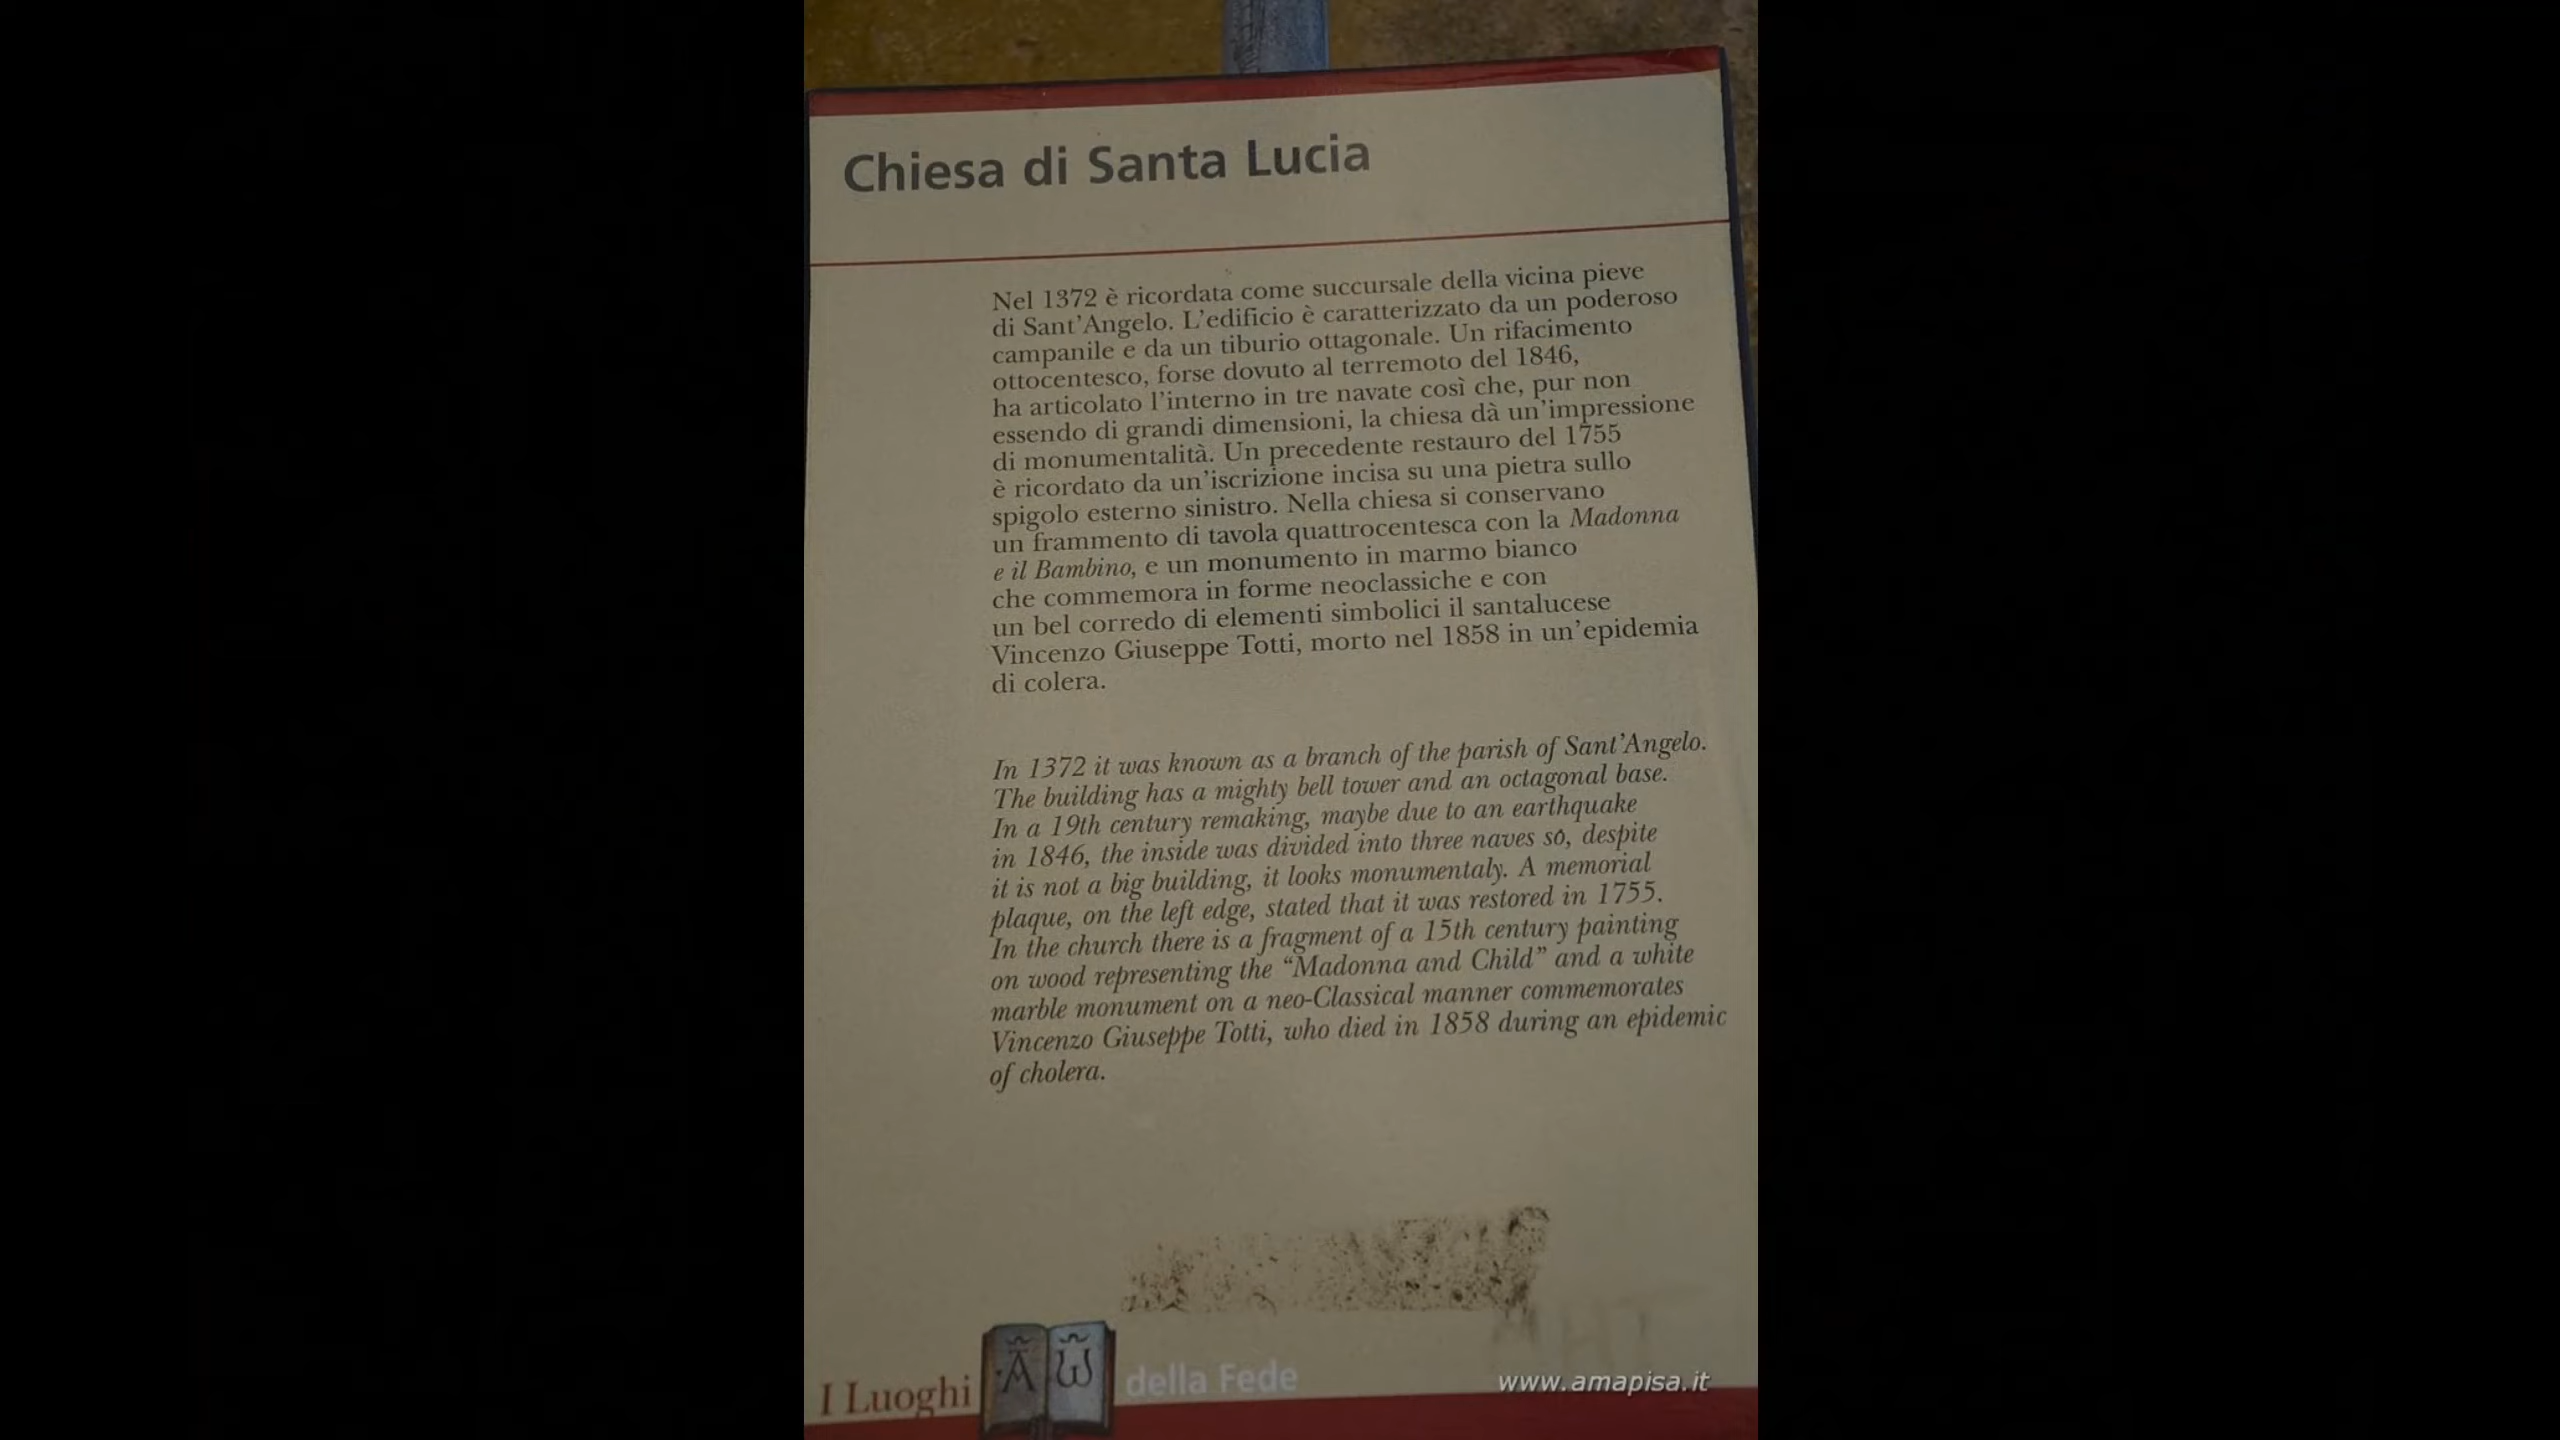 Chiesa di Santa Lucia
Nel 1372 è ricordata come succursale della vicina pieve
di Sant'Angelo. L'edificio è caratterizzato da un poderoso
campanile e da un tiburio ottagonale. Un rifacimento
ottocentesco, forse dovuto al terremoto del 1846,
ha articolato l'interno in tre navate così che, pur non
essendo di grandi dimensioni, la chiesa dà un'impressione
di monumentalità. Un precedente restauro del 1755
è ricordato da un'iscrizione incisa su una pietra sullo
spigolo esterno sinistro. Nella chiesa si conservano
un frammento di tavola quattrocentesca con la Madonna
e il Bambino, e un monumento in marmo bianco
che commemora in forme neoclassiche e con
un bel corredo di elementi simbolici il santalucese
Vincenzo Giuseppe Totti, morto nel 1858 in un'epidemia
di colera.
In 1372 it was known as a branch of the parish of Sant'Angelo.
The building has a mighty bell tower and an octagonal base.
In a 19th century remaking, maybe due to an earthquake
in 1846, the inside was divided into three naves so, despite
it is not a big building, it looks monumentaly. A memorial
plaque, on the left edge, stated that it was restored in 1755.
In the church there is a fragment of a 15th century painting
on wood representing the “Madonna and Child” and a white
marble monument on a neo-Classical manner commemorates
Vincenzo Giuseppe Totti, who died in 1858 during an epidemic
of cholera.
I Luoghi A ω della Fede
www.amapisa.it